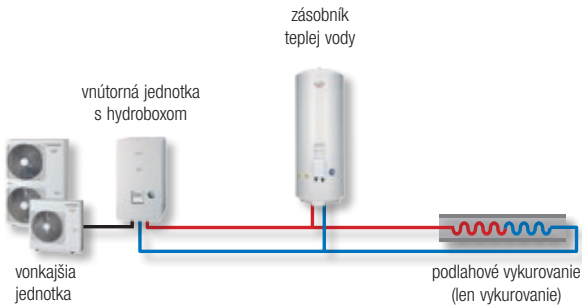 zásobník
teplej vody
vnútorná jednotka
s hydroboxom
vonkajšia
jednotka
podlahové vykurovanie
(len vykurovanie)